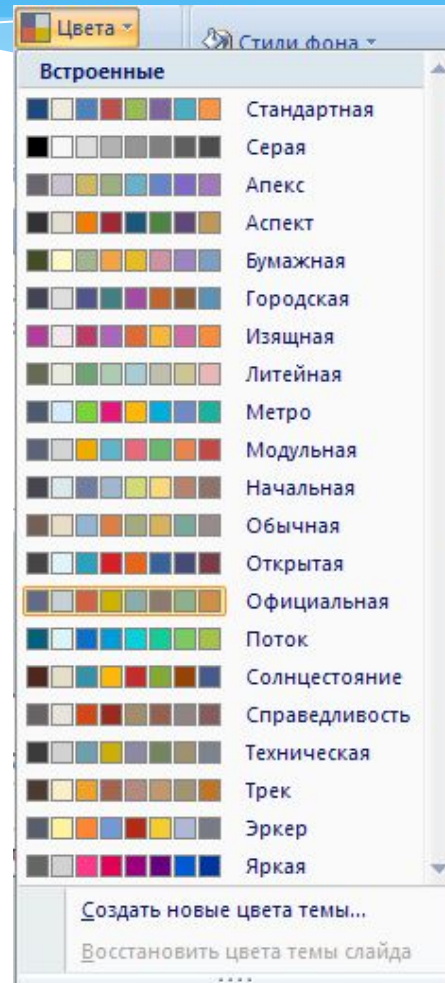 Цвета
Стили фона
Встроенные
Стандартная
Серая
Апекс
Аспект
Бумажная
Городская
Изящная
Литейная
Метро
Модульная
Начальная
Обычная
Открытая
Официальная
Поток
Солнцестояние
Справедливость
Техническая
Трек
Эркер
Яркая
Создать новые цвета темы...
Восстановить цвета темы слайда